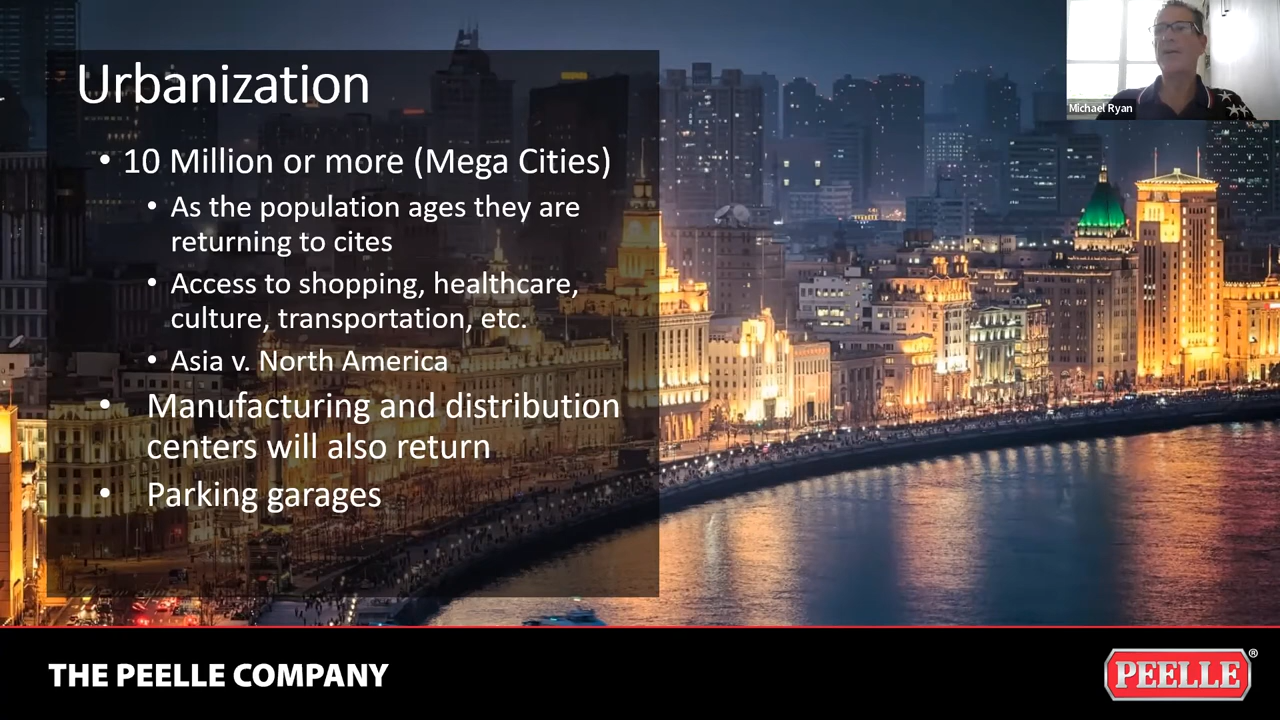 Urbanization
• 10 Million or more (Mega Cities)
• As the population ages they are
returning to cites
• Access to shopping, healthcare,
culture, transportation, etc.
• Asia v. North America
• Manufacturing and distribution
centers will also return
• Parking garages
Michael Ryan
THE PEELLE COMPANY
PEELLE®